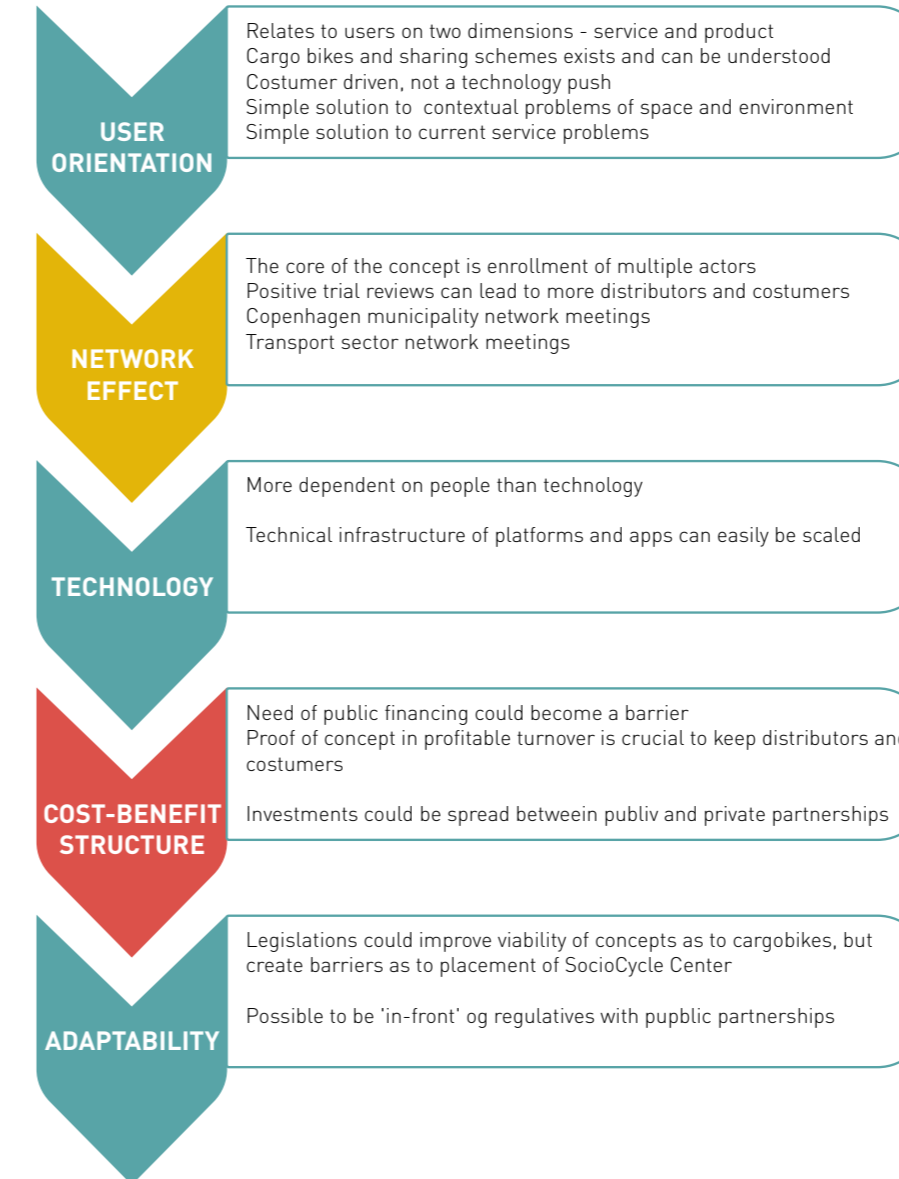 USER
ORIENTATION
Relates to users on two dimensions - service and product
Cargo bikes and sharing schemes exists and can be understood
Costumer driven, not a technology push
Simple solution to contextual problems of space and environment
Simple solution to current service problems
NETWORK
EFFECT
The core of the concept is enrollment of multiple actors
Positive trial reviews can lead to more distributors and costumers
Copenhagen municipality network meetings
Transport sector network meetings
TECHNOLOGY
More dependent on people than technology
Technical infrastructure of platforms and apps can easily be scaled
COST-BENEFIT
STRUCTURE
Need of public financing could become a barrier
Proof of concept in profitable turnover is crucial to keep distributors and
costumers
Investments could be spread betweein publiv and private partnerships
ADAPTABILITY
Legislations could improve viability of concepts as to cargobikes, but
create barriers as to placement of SocioCycle Center
Possible to be 'in-front' og regulatives with pupblic partnerships